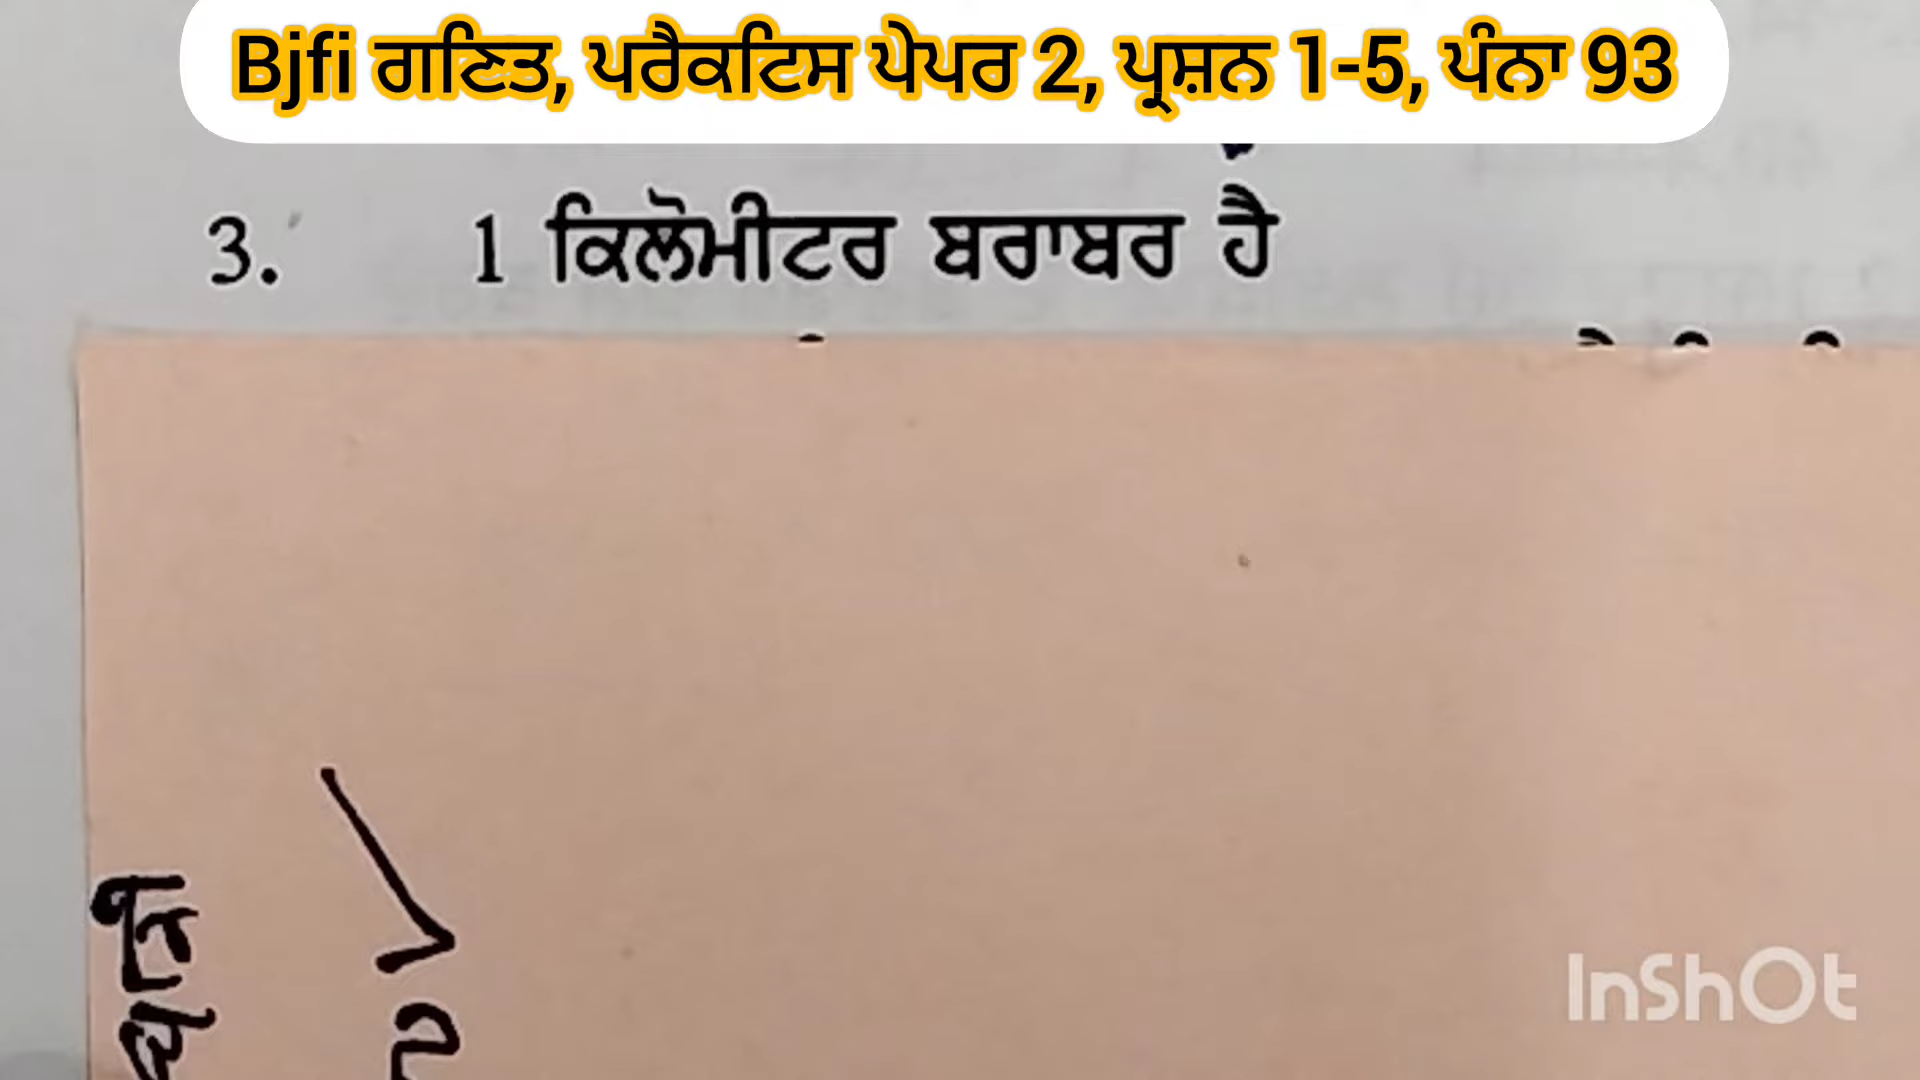 Bjfi ਗਣਿਤ, ਪਰੈਕਟਿਸ ਪੇਪਰ 2, ਪ੍ਰਸ਼ਨ 1-5, ਪੰਨਾ 93
3. 1 ਕਿਲੋਮੀਟਰ ਬਰਾਬਰ ਹੈ
InShOt